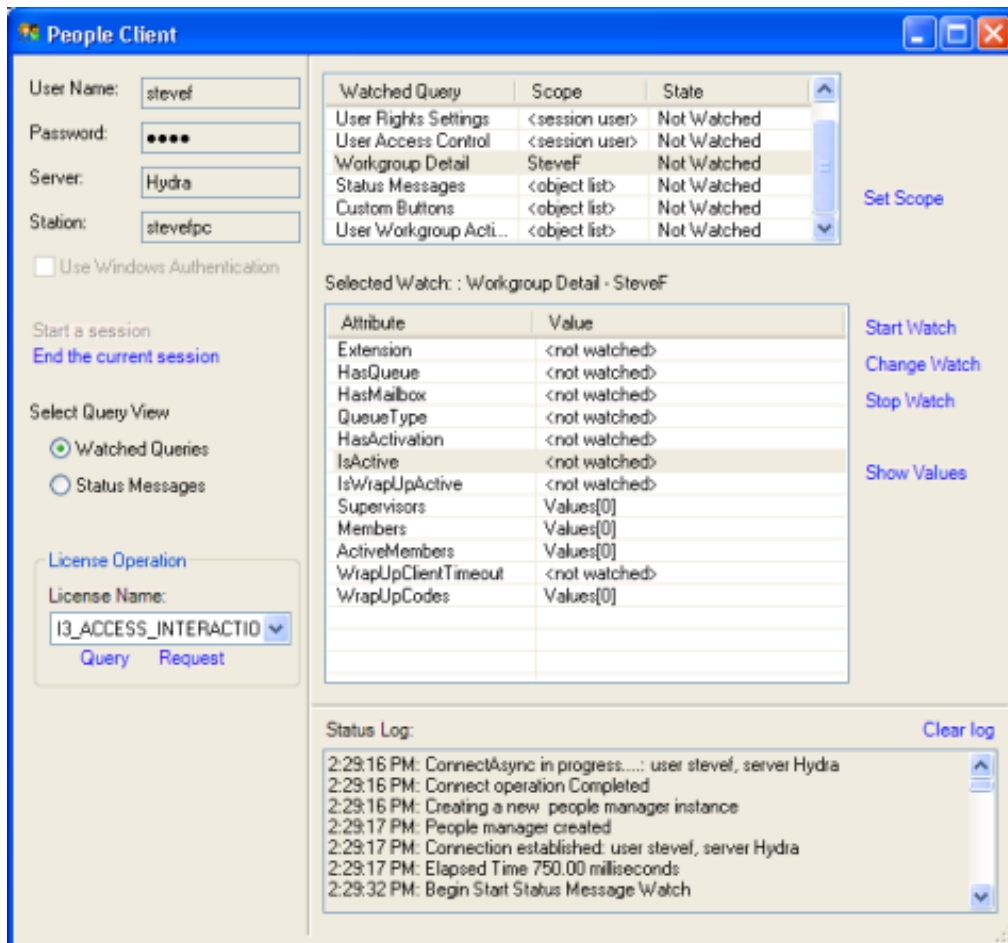 People Client
User Name: stevef
Password: ••••
Server: Hydra
Station: stevefpc
Use Windows Authentication
Start a session
End the current session
Select Query View
Watched Queries
Status Messages
License Operation
License Name:
I3_ACCESS_INTERACTIO
Query Request
Watched Query Scope State
User Rights Settings <session user> Not Watched
User Access Control <session user> Not Watched
Workgroup Detail SteveF Not Watched
Status Messages <object list> Not Watched
Custom Buttons <object list> Not Watched
User Workgroup Acti... <object list> Not Watched
Set Scope
Selected Watch: : Workgroup Detail - SteveF
Attribute Value
Extension <not watched>
HasQueue <not watched>
HasMailbox <not watched>
QueueType <not watched>
HasActivation <not watched>
IsActive <not watched>
IsWrapUpActive <not watched>
Supervisors Values[0]
Members Values[0]
ActiveMembers Values[0]
WrapUpClientTimeout <not watched>
WrapUpCodes Values[0]
Start Watch
Change Watch
Stop Watch
Show Values
Status Log: Clear log
2:29:16 PM: ConnectAsync in progress....: user stevef, server Hydra
2:29:16 PM: Connect operation Completed
2:29:16 PM: Creating a new people manager instance
2:29:17 PM: People manager created
2:29:17 PM: Connection established: user stevef, server Hydra
2:29:17 PM: Elapsed Time 750.00 milliseconds
2:29:32 PM: Begin Start Status Message Watch